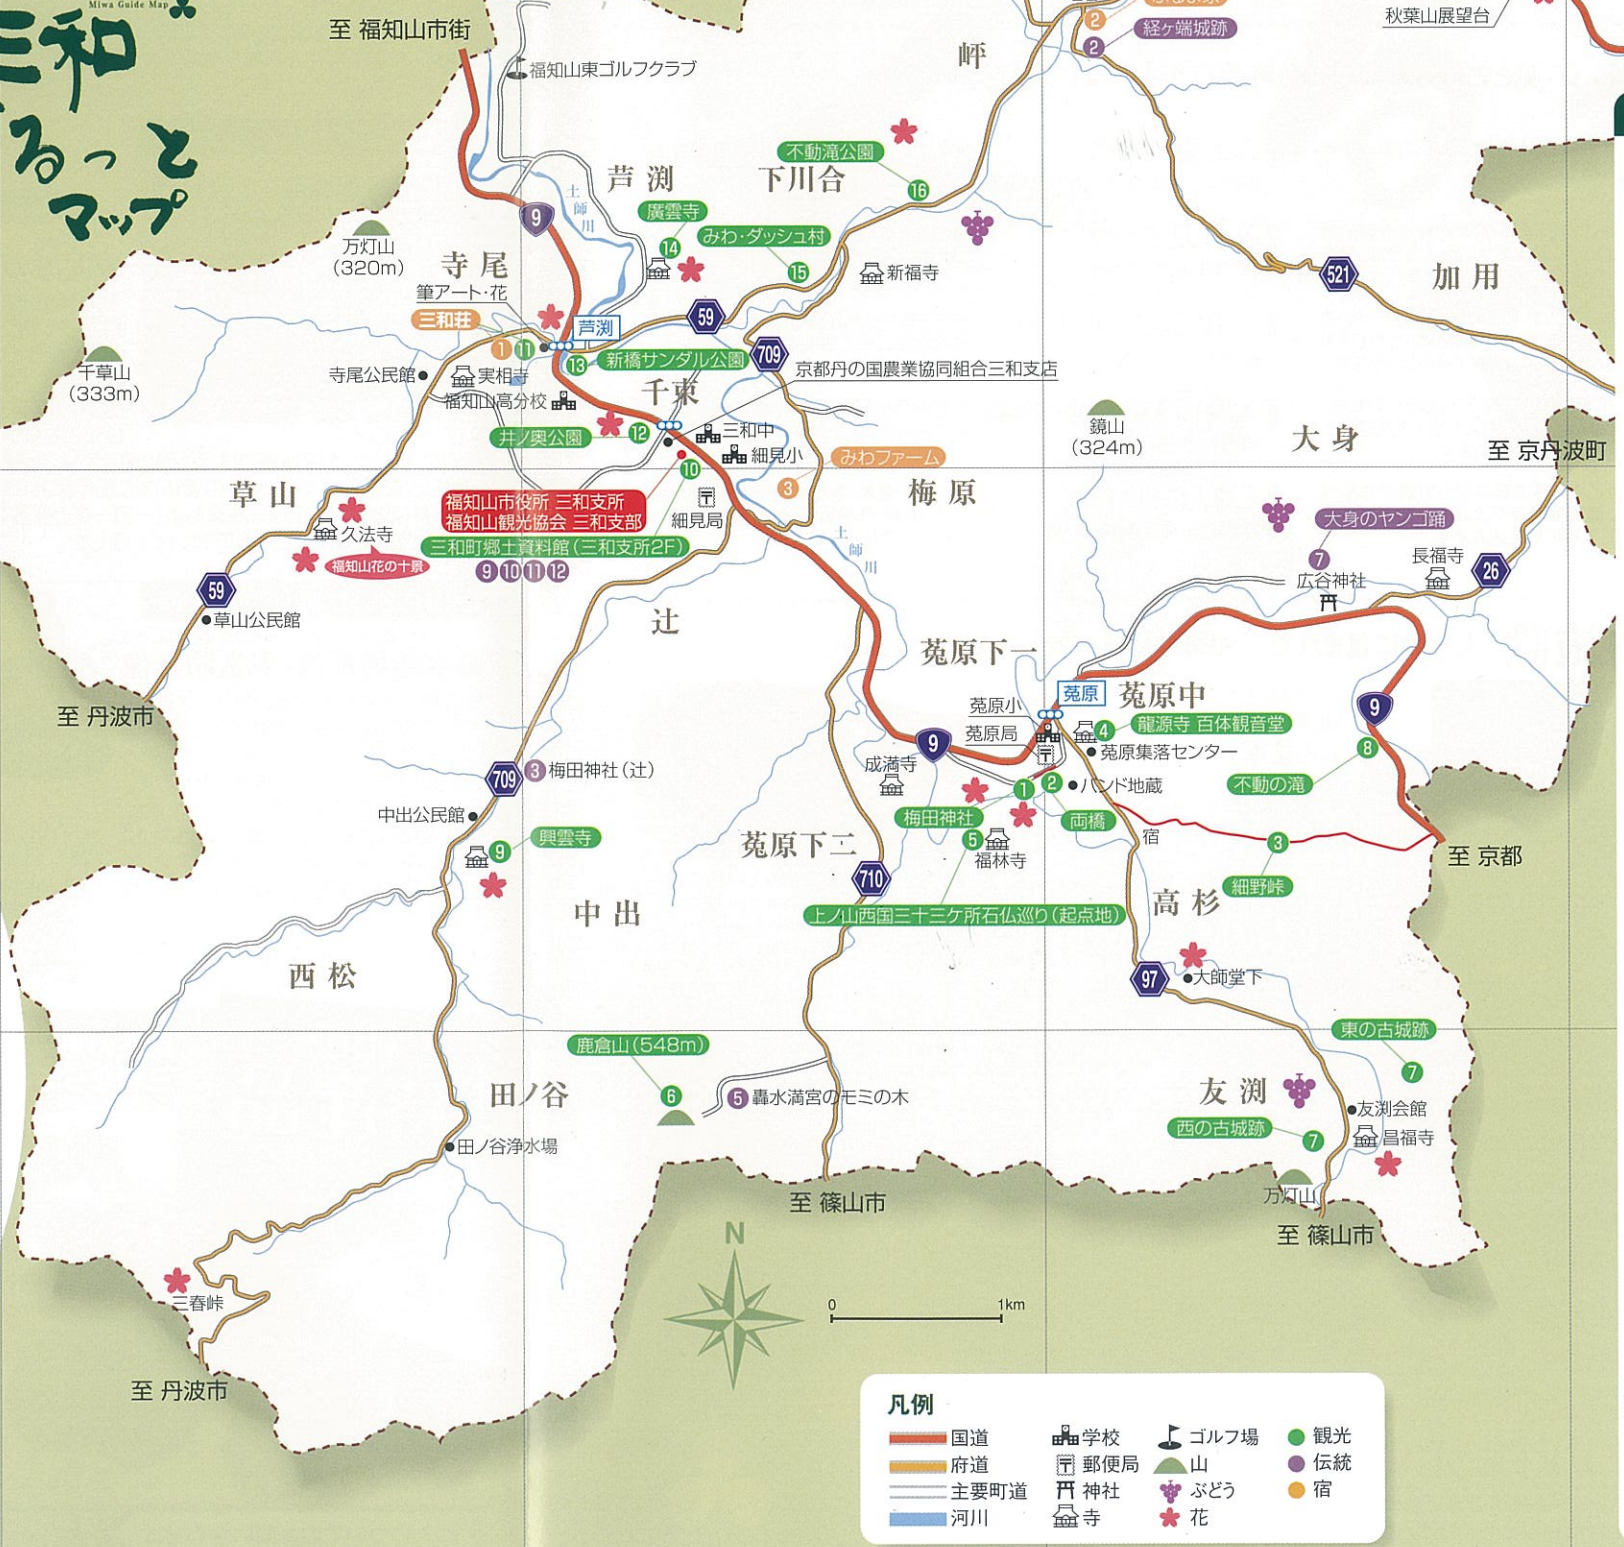 Miwa Guide Map
三和
ぐるっと
マップ
至 福知山市街
福知山東ゴルフクラブ
岼
2
2
経ヶ端城跡
秋葉山展望台
不動滝公園
16
下川合
芦渕
土師川
9
廣雲寺
14
みわ・ダッシュ村
15
新福寺
万灯山
(320m)
寺尾
筆アート・花
三和荘
1
11
芦渕
13
新橋サンダル公園
59
709
521
加用
千草山
(333m)
寺尾公民館
実相寺
福知山高分校
千束
京都丹の国農業協同組合三和支店
井ノ奥公園
12
三和中
細見小
10
みわファーム
3
鏡山
(324m)
大身
至 京丹波町
草山
久法寺
福知山花の十景
福知山市役所 三和支所
福知山観光協会 三和支部
細見局
三和町郷土資料館(三和支所2F)
9 10 11 12
梅原
土師川
大身のヤンゴ踊
7
広谷神社
長福寺
26
59
草山公民館
至 丹波市
辻
菟原下一
菟原
菟原中
菟原小
菟原局
4
龍源寺 百体観音堂
菟原集落センター
9
9
8
不動の滝
成満寺
1
2
バンド地蔵
梅田神社
両橋
5
福林寺
宿
3
細野峠
至 京都
709
3
梅田神社(辻)
中出公民館
9
興雲寺
菟原下二
710
上ノ山西国三十三ケ所石仏巡り(起点地)
高杉
中出
西松
97
大師堂下
鹿倉山(548m)
6
5
轟水満宮のモミの木
田ノ谷
田ノ谷浄水場
東の古城跡
7
友渕
友渕会館
西の古城跡
7
昌福寺
万灯山
至 篠山市
至 篠山市
三春峠
至 丹波市
N
0
1km
凡例
国道
学校
ゴルフ場
観光
府道
郵便局
山
伝統
主要町道
神社
ぶどう
宿
河川
寺
花